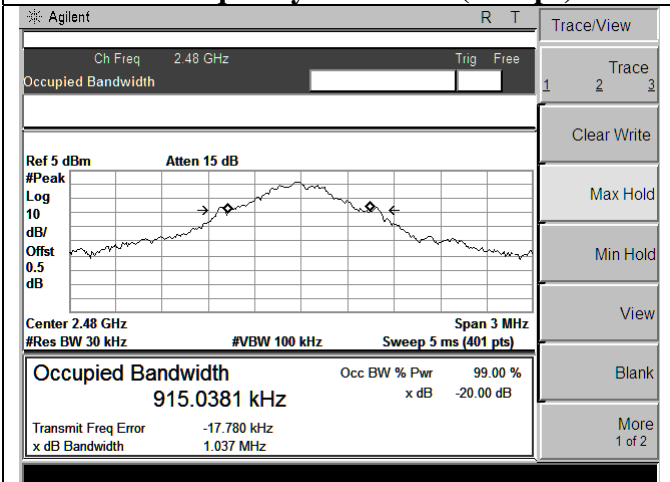 Agilent R T
Trace/View
Ch Freq 2.48 GHz Trig Free
Occupied Bandwidth
Trace
1 2 3
Clear Write
Max Hold
Min Hold
View
Blank
More
1 of 2
Ref 5 dBm Atten 15 dB
#Peak
Log
10
dB/
Offst
0.5
dB
Center 2.48 GHz Span 3 MHz
#Res BW 30 kHz #VBW 100 kHz Sweep 5 ms (401 pts)
Occupied Bandwidth Occ BW % Pwr 99.00 %
915.0381 kHz x dB -20.00 dB
Transmit Freq Error -17.780 kHz
x dB Bandwidth 1.037 MHz